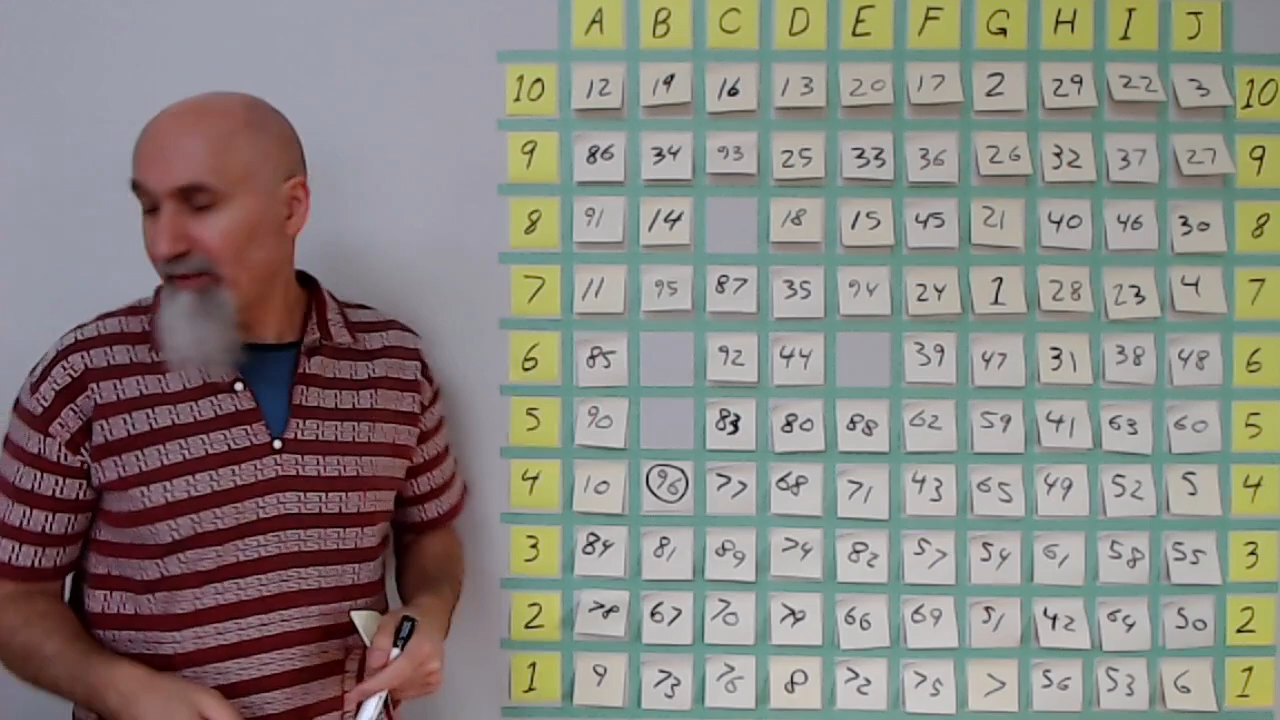 A B C D E F G H I J
10 12 19 16 13 20 17 2 29 22 3 10
9 86 34 93 25 33 36 26 32 37 27 9
8 91 14 18 15 45 21 40 46 30 8
7 11 95 87 35 94 24 1 28 23 4 7
6 85 92 44 39 47 31 38 48 6
5 90 83 80 88 62 59 41 63 60 5
4 10 96 77 68 71 43 65 49 52 5 4
3 84 81 89 74 82 57 54 61 58 55 3
2 78 67 70 79 66 69 51 42 64 50 2
1 9 73 76 8 72 75 7 56 53 6 1